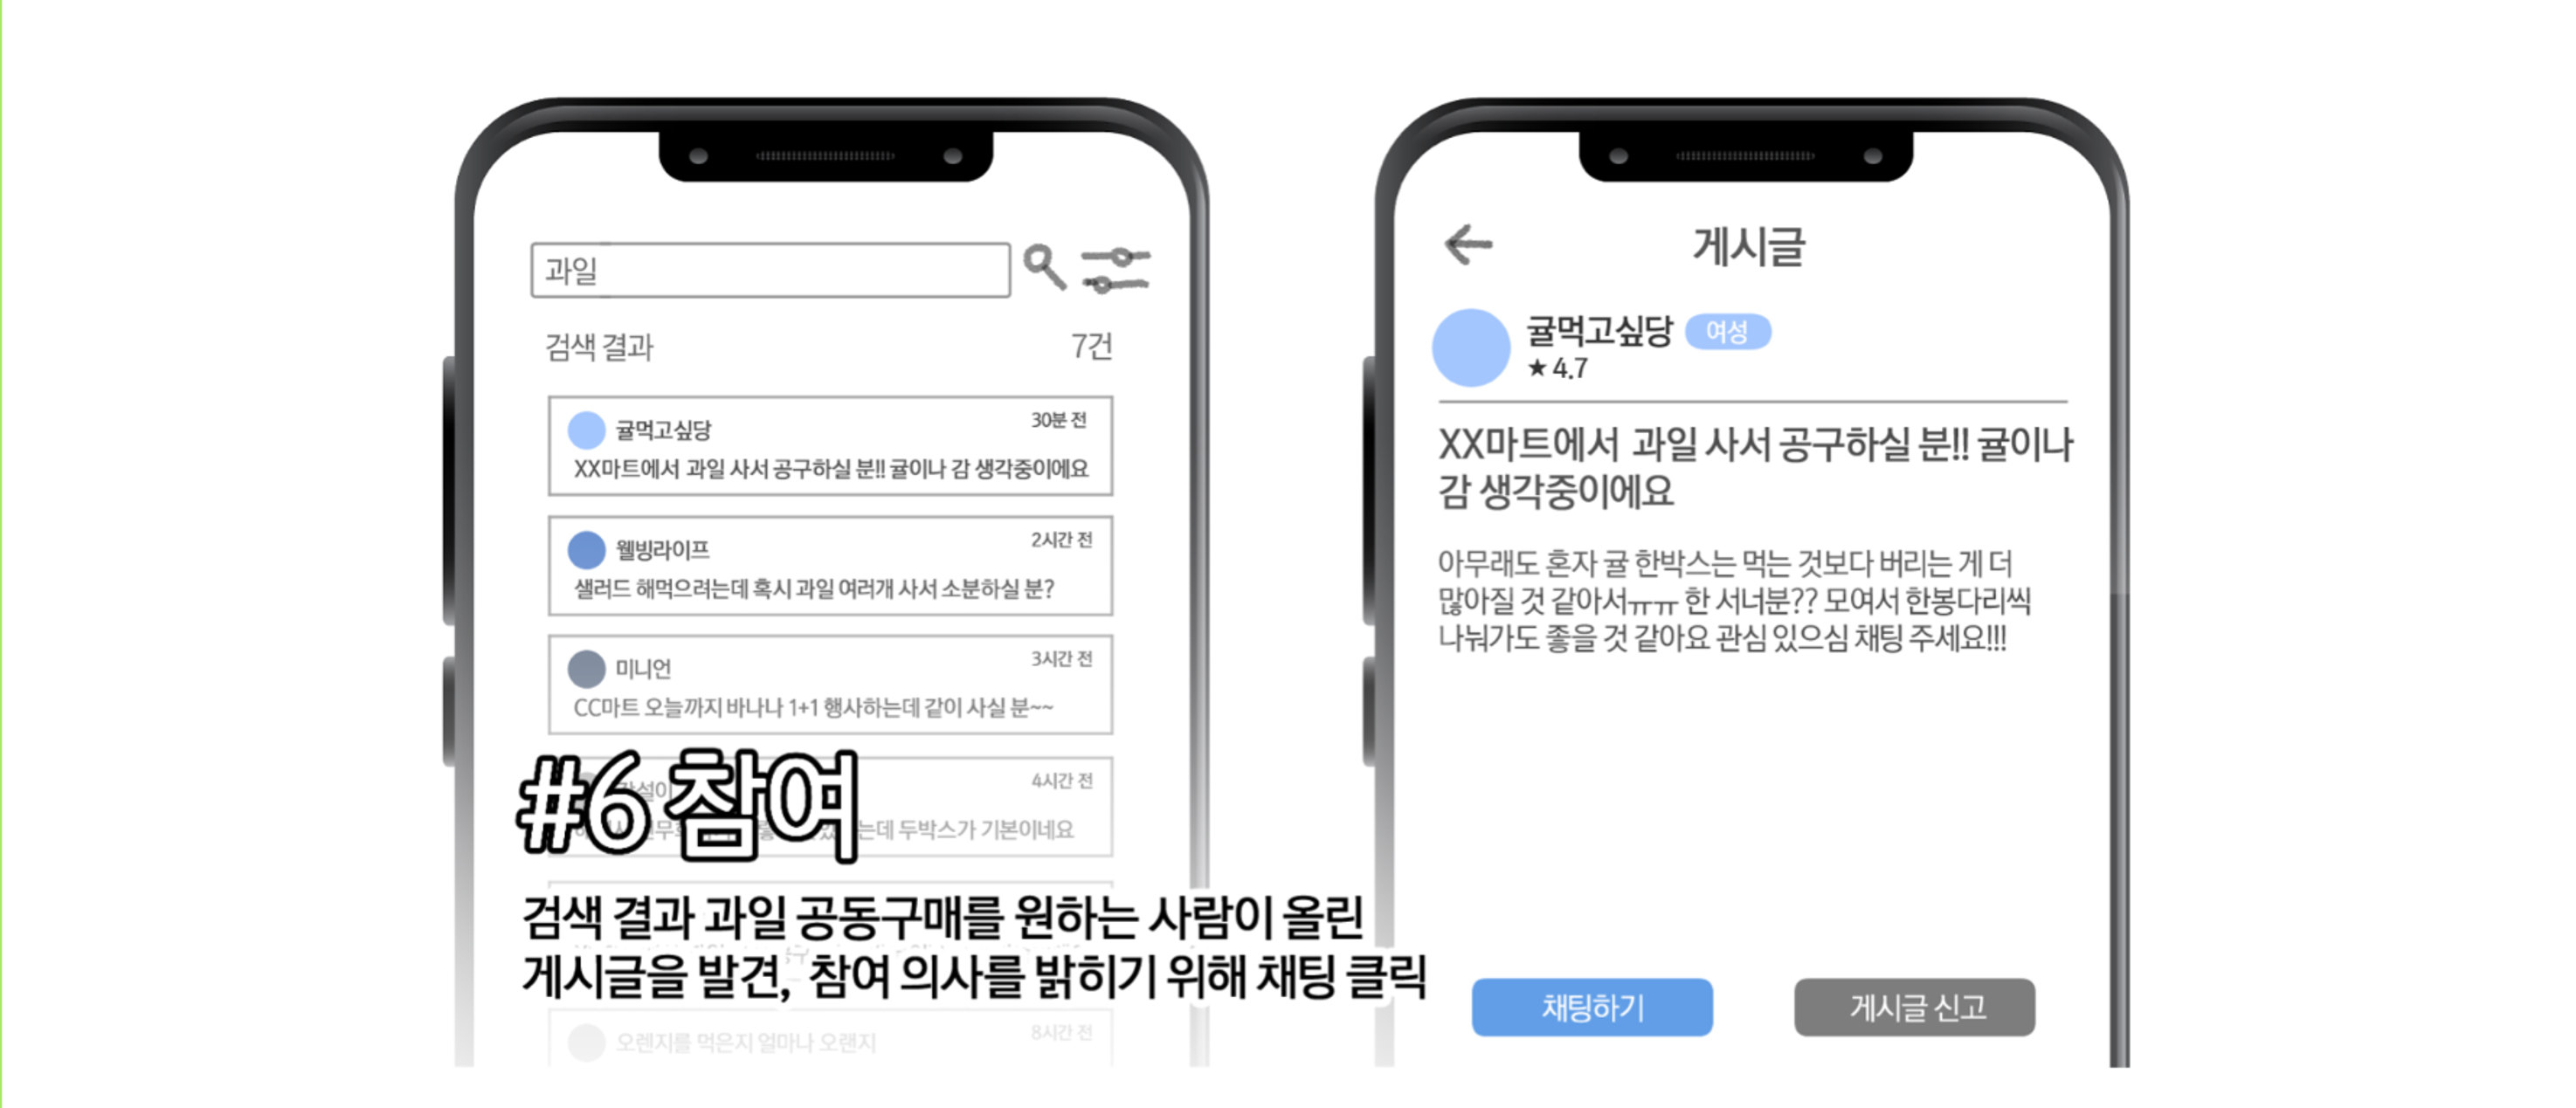 과일
검색 결과 7건
귤먹고싶당 30분 전
XX마트에서 과일 사서 공구하실 분!! 귤이나 감 생각중이에요
웰빙라이프 2시간 전
샐러드 해먹으려는데 혹시 과일 여러개 사서 소분하실 분?
미니언 3시간 전
CC마트 오늘까지 바나나 1+1 행사하는데 같이 사실 분~~
4시간 전
두박스가 기본이네요
#6 참여
검색 결과 과일 공동구매를 원하는 사람이 올린
게시글을 발견, 참여 의사를 밝히기 위해 채팅 클릭
오렌지를 먹은지 얼마나 오랜지 8시간 전
게시글
귤먹고싶당 여성
★ 4.7
XX마트에서 과일 사서 공구하실 분!! 귤이나
감 생각중이에요
아무래도 혼자 귤 한박스는 먹는 것보다 버리는 게 더
많아질 것 같아서ㅠㅠ 한 서너분?? 모여서 한봉다리씩
나눠가도 좋을 것 같아요 관심 있으심 채팅 주세요!!!
채팅하기 게시글 신고